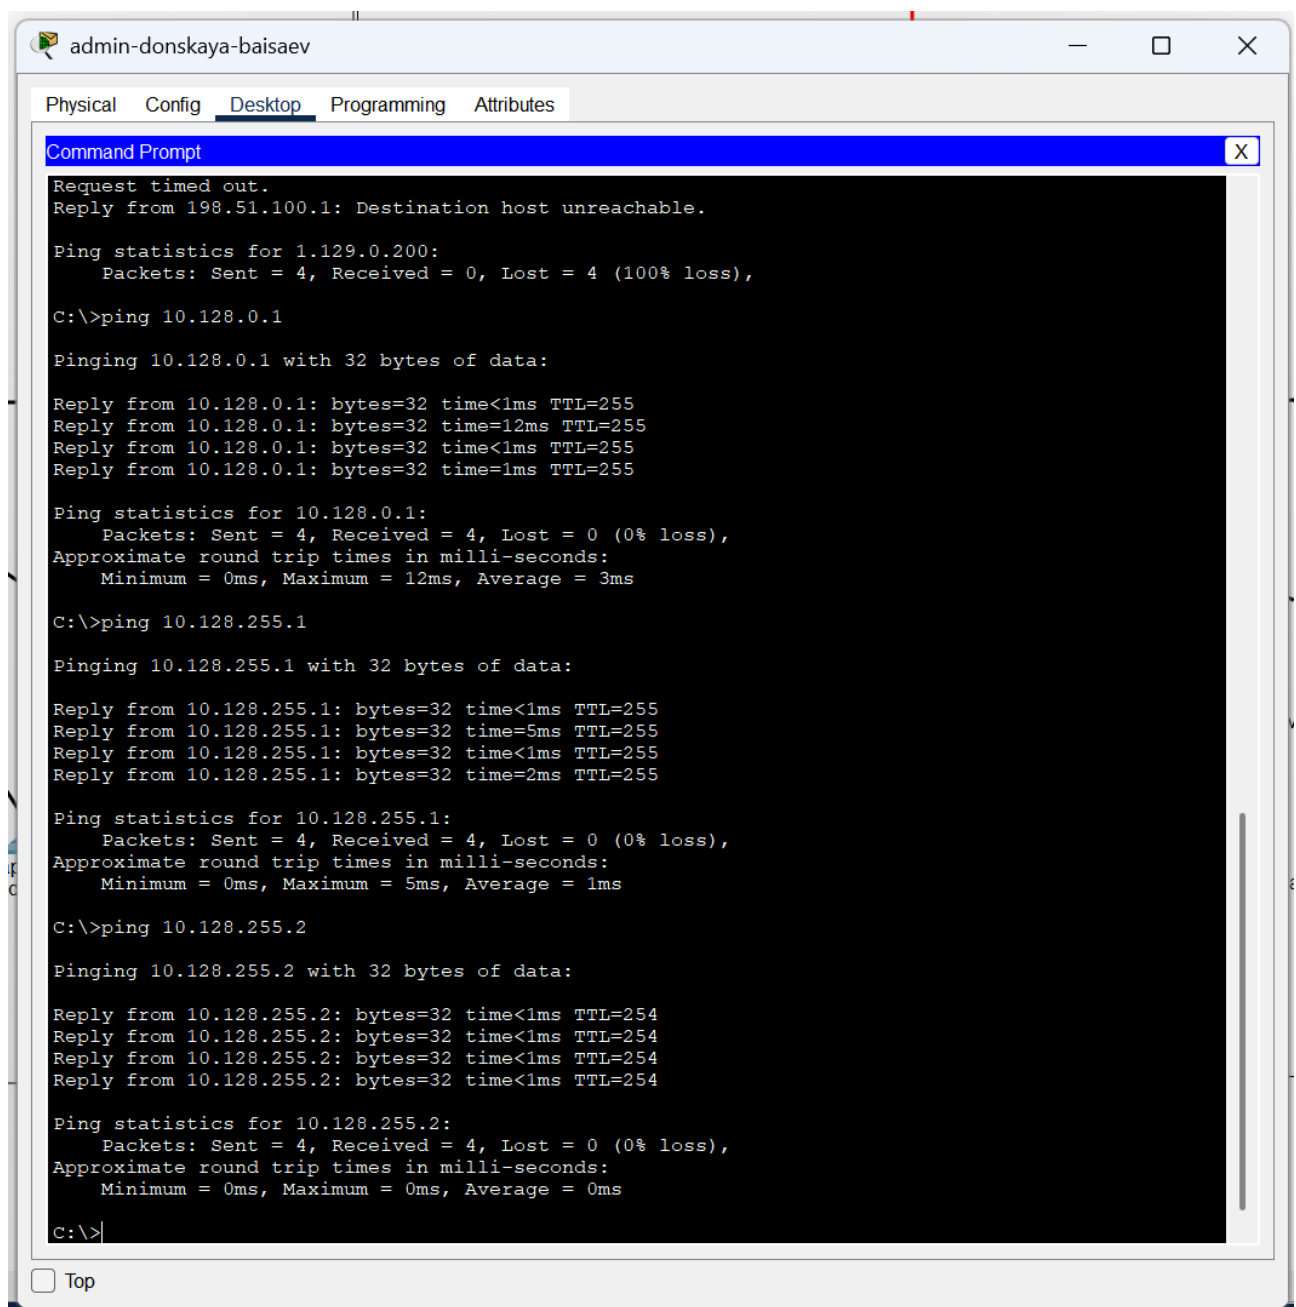 admin-donskaya-baisaev
Physical Config Desktop Programming Attributes
Command Prompt X
Request timed out.
Reply from 198.51.100.1: Destination host unreachable.
Ping statistics for 1.129.0.200:
Packets: Sent = 4, Received = 0, Lost = 4 (100% loss),
C:\>ping 10.128.0.1
Pinging 10.128.0.1 with 32 bytes of data:
Reply from 10.128.0.1: bytes=32 time<1ms TTL=255
Reply from 10.128.0.1: bytes=32 time=12ms TTL=255
Reply from 10.128.0.1: bytes=32 time<1ms TTL=255
Reply from 10.128.0.1: bytes=32 time=1ms TTL=255
Ping statistics for 10.128.0.1:
Packets: Sent = 4, Received = 4, Lost = 0 (0% loss),
Approximate round trip times in milli-seconds:
Minimum = 0ms, Maximum = 12ms, Average = 3ms
C:\>ping 10.128.255.1
Pinging 10.128.255.1 with 32 bytes of data:
Reply from 10.128.255.1: bytes=32 time<1ms TTL=255
Reply from 10.128.255.1: bytes=32 time=5ms TTL=255
Reply from 10.128.255.1: bytes=32 time<1ms TTL=255
Reply from 10.128.255.1: bytes=32 time=2ms TTL=255
Ping statistics for 10.128.255.1:
Packets: Sent = 4, Received = 4, Lost = 0 (0% loss),
Approximate round trip times in milli-seconds:
Minimum = 0ms, Maximum = 5ms, Average = 1ms
C:\>ping 10.128.255.2
Pinging 10.128.255.2 with 32 bytes of data:
Reply from 10.128.255.2: bytes=32 time<1ms TTL=254
Reply from 10.128.255.2: bytes=32 time<1ms TTL=254
Reply from 10.128.255.2: bytes=32 time<1ms TTL=254
Reply from 10.128.255.2: bytes=32 time<1ms TTL=254
Ping statistics for 10.128.255.2:
Packets: Sent = 4, Received = 4, Lost = 0 (0% loss),
Approximate round trip times in milli-seconds:
Minimum = 0ms, Maximum = 0ms, Average = 0ms
C:\>
Top